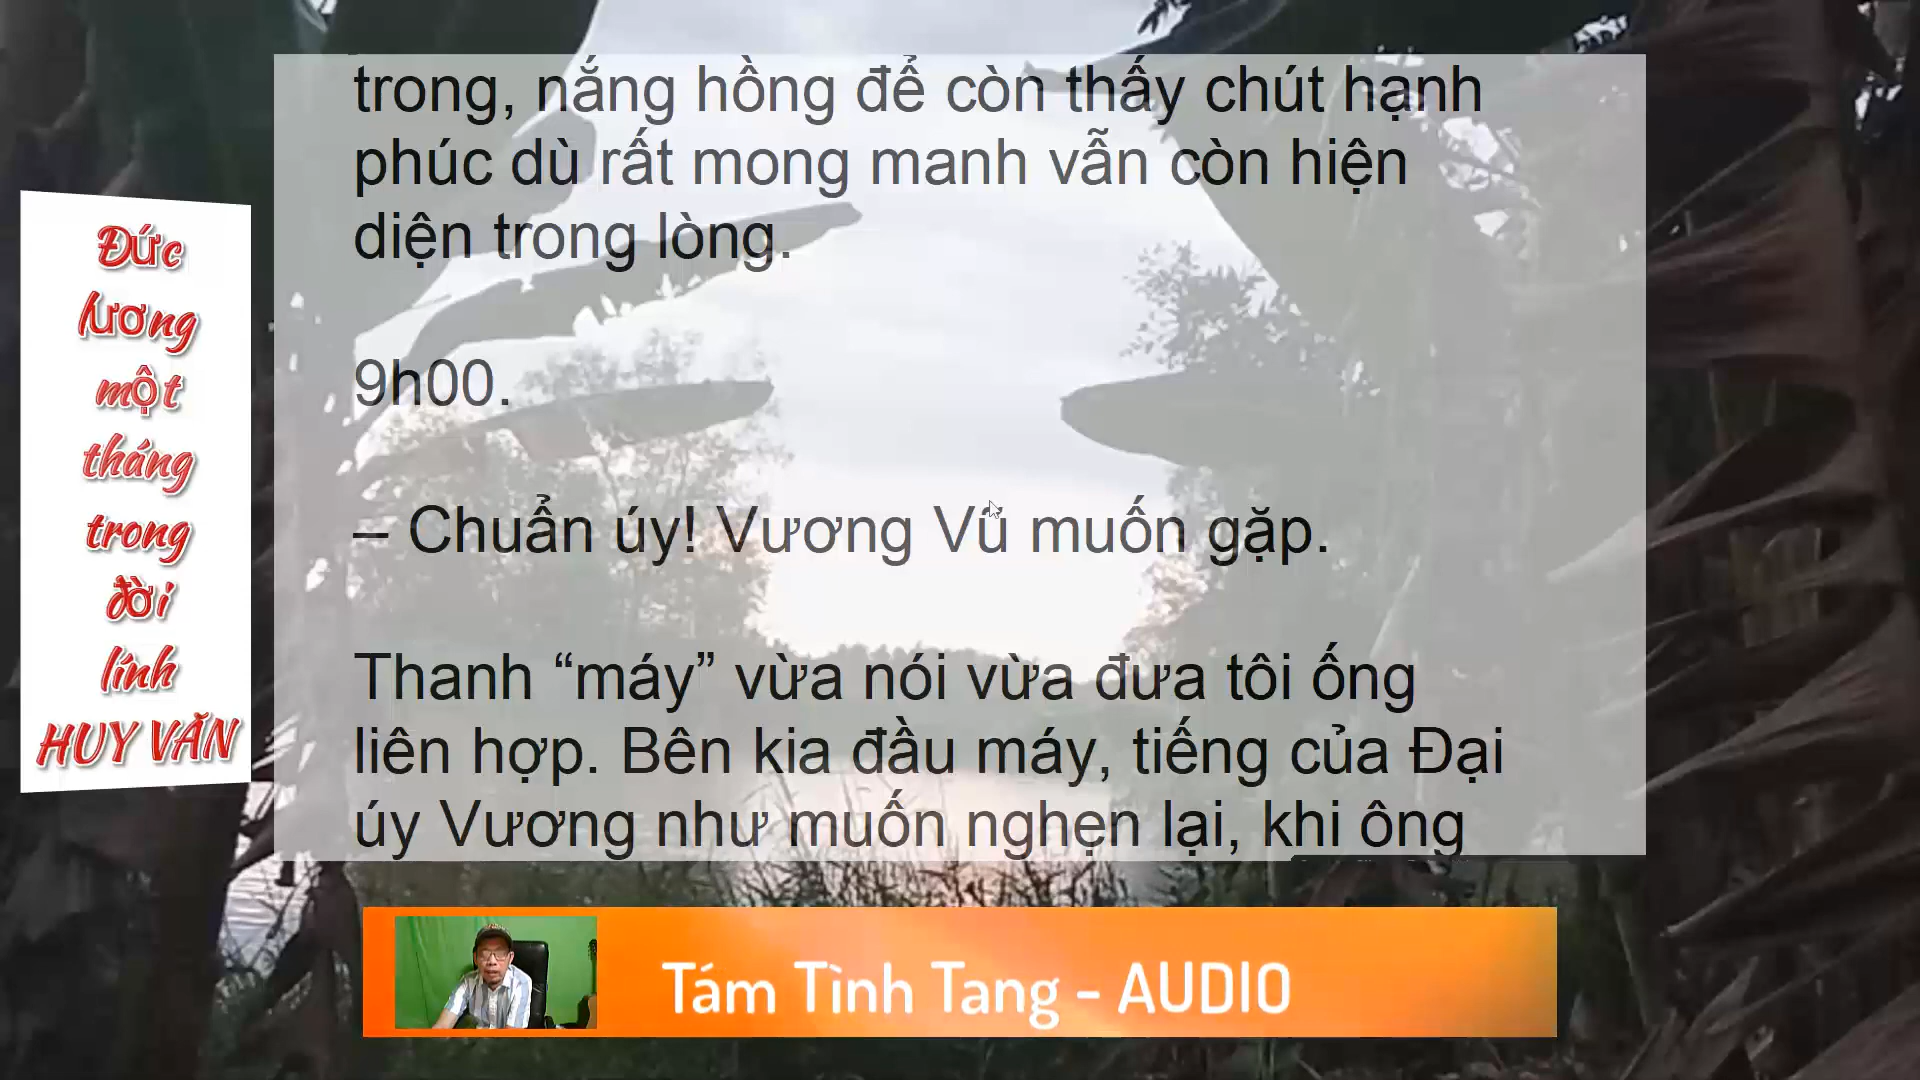 Đức
lương
một
tháng
trong
đời
lính
HUY VĂN
trong, nắng hồng để còn thấy chút hạnh
phúc dù rất mong manh vẫn còn hiện
diện trong lòng.
9h00.
– Chuẩn úy! Vương Vũ muốn gặp.
Thanh “máy” vừa nói vừa đưa tôi ống
liên hợp. Bên kia đầu máy, tiếng của Đại
úy Vương như muốn nghẹn lại, khi ông
Tám Tình Tang - AUDIO